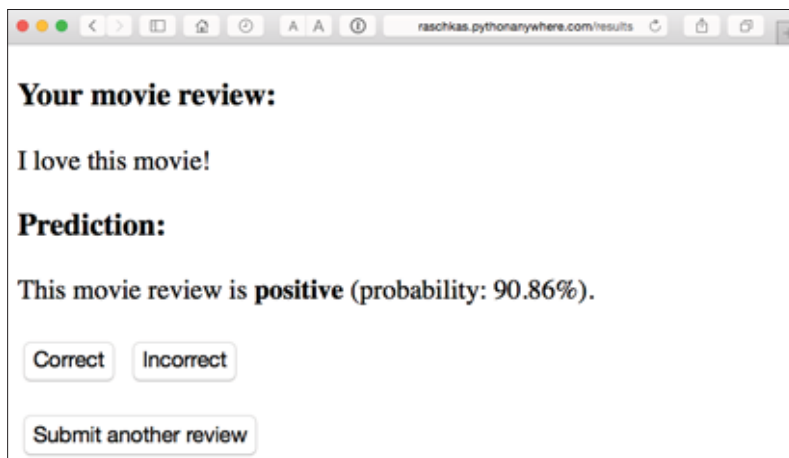 A A raschkas.pythonanywhere.com/results
Your movie review:
I love this movie!
Prediction:
This movie review is positive (probability: 90.86%).
Correct Incorrect
Submit another review